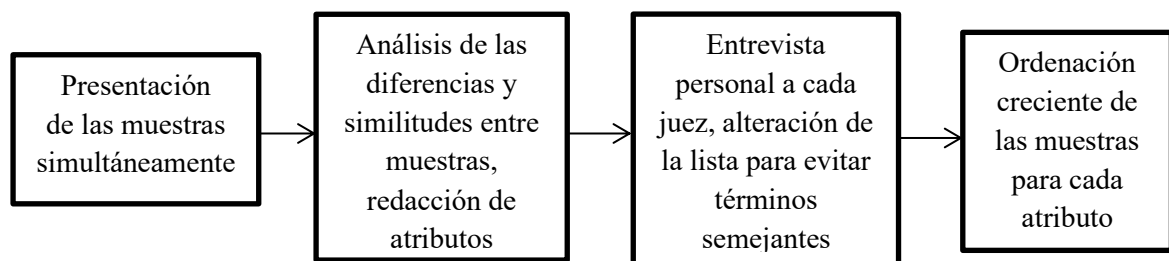 Presentación
de las muestras
simultáneamente
Análisis de las
diferencias y
similitudes entre
muestras,
redacción de
atributos
Entrevista
personal a cada
juez, alteración de
la lista para evitar
términos
semejantes
Ordenación
creciente de
las muestras
para cada
atributo